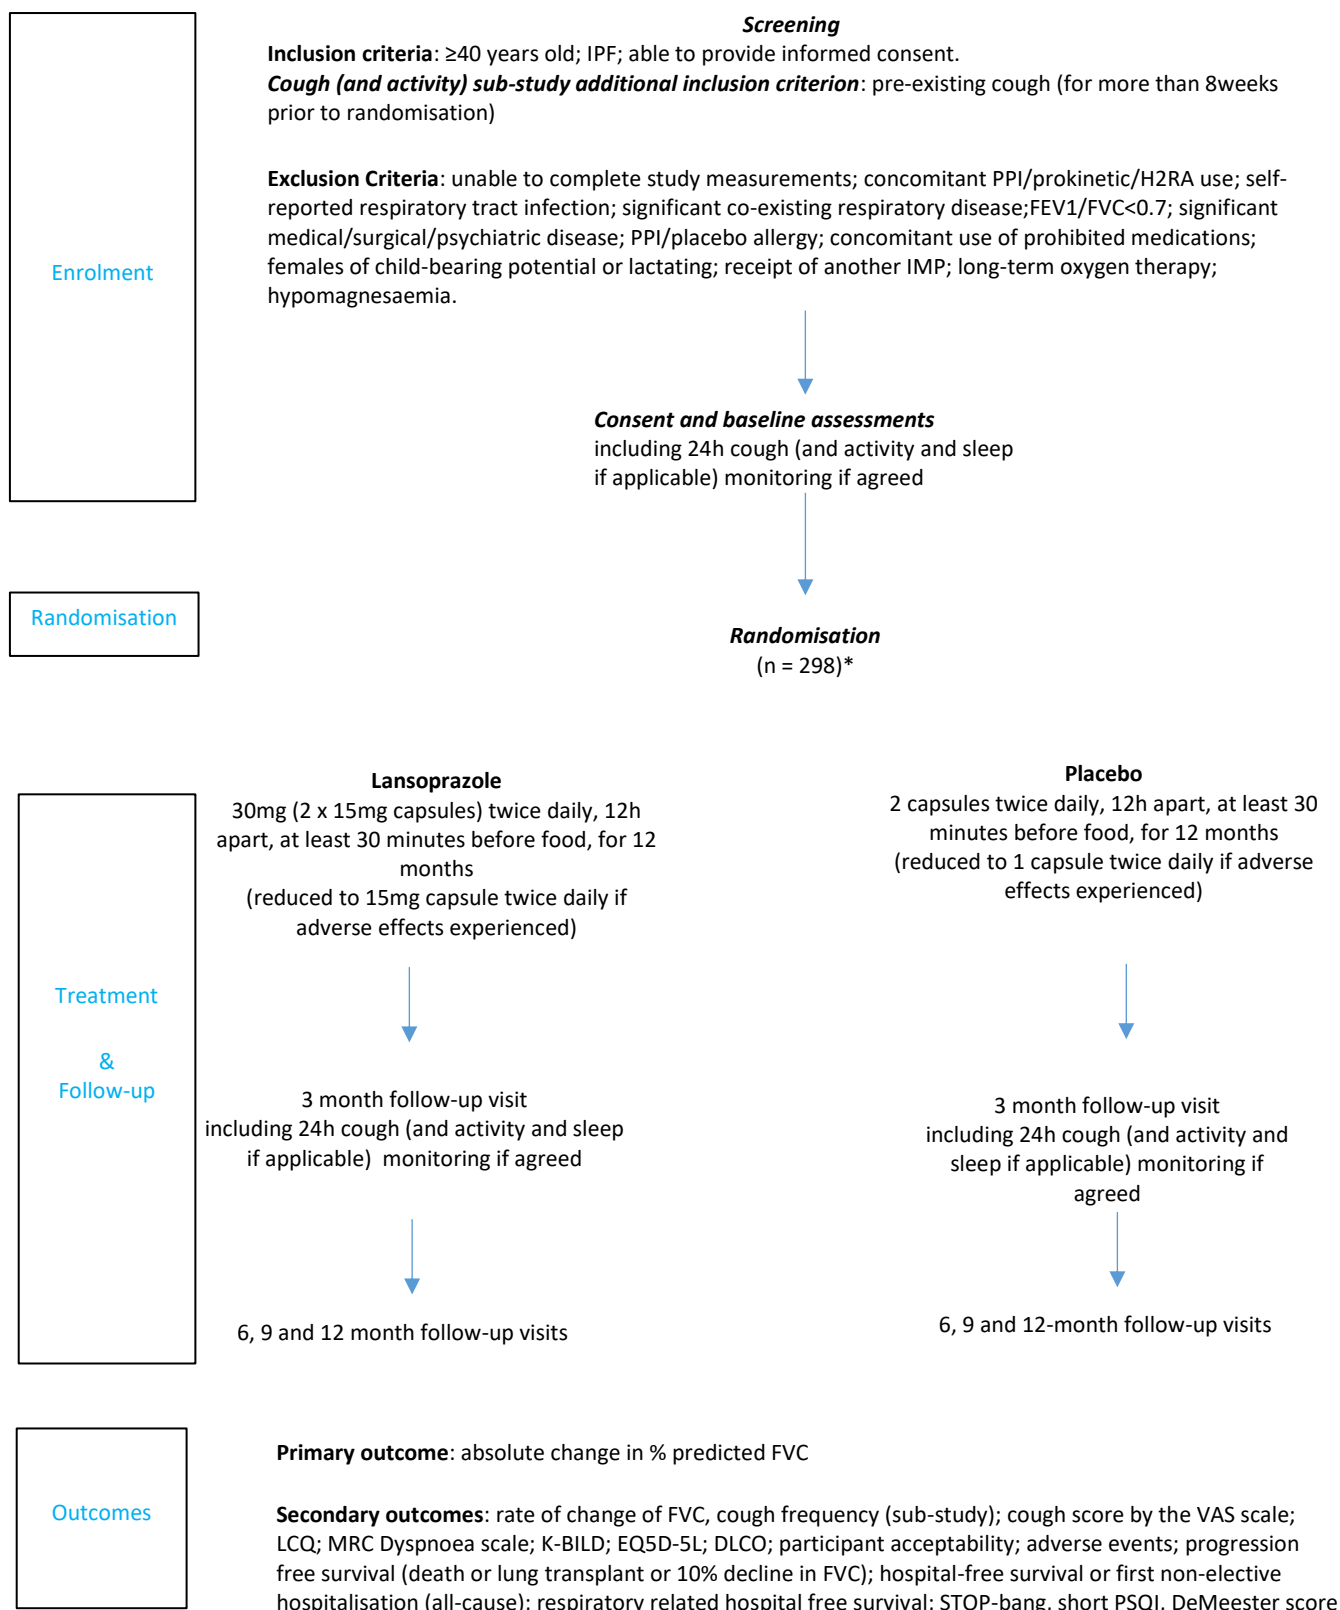 Screening
Inclusion criteria: ≥40 years old; IPF; able to provide informed consent.
Cough (and activity) sub-study additional inclusion criterion: pre-existing cough (for more than 8weeks
prior to randomisation)
Exclusion Criteria: unable to complete study measurements; concomitant PPI/prokinetic/H2RA use; self-
reported respiratory tract infection; significant co-existing respiratory disease;FEV1/FVC<0.7; significant
medical/surgical/psychiatric disease; PPI/placebo allergy; concomitant use of prohibited medications;
females of child-bearing potential or lactating; receipt of another IMP; long-term oxygen therapy;
hypomagnesaemia.
Enrolment
Consent and baseline assessments
including 24h cough (and activity and sleep
if applicable) monitoring if agreed
Randomisation
Randomisation
(n = 298)*
Lansoprazole
30mg (2 x 15mg capsules) twice daily, 12h
apart, at least 30 minutes before food, for 12
months
(reduced to 15mg capsule twice daily if
adverse effects experienced)
Placebo
2 capsules twice daily, 12h apart, at least 30
minutes before food, for 12 months
(reduced to 1 capsule twice daily if adverse
effects experienced)
Treatment
&
Follow-up
3 month follow-up visit
including 24h cough (and activity and sleep
if applicable)  monitoring if agreed
3 month follow-up visit
including 24h cough (and activity and
sleep if applicable) monitoring if
agreed
6, 9 and 12 month follow-up visits
6, 9 and 12-month follow-up visits
Outcomes
Primary outcome: absolute change in % predicted FVC
Secondary outcomes: rate of change of FVC, cough frequency (sub-study); cough score by the VAS scale;
LCQ; MRC Dyspnoea scale; K-BILD; EQ5D-5L; DLCO; participant acceptability; adverse events; progression
free survival (death or lung transplant or 10% decline in FVC); hospital-free survival or first non-elective
hospitalisation (all-cause); respiratory related hospital free survival; STOP-bang, short PSQI, DeMeester score